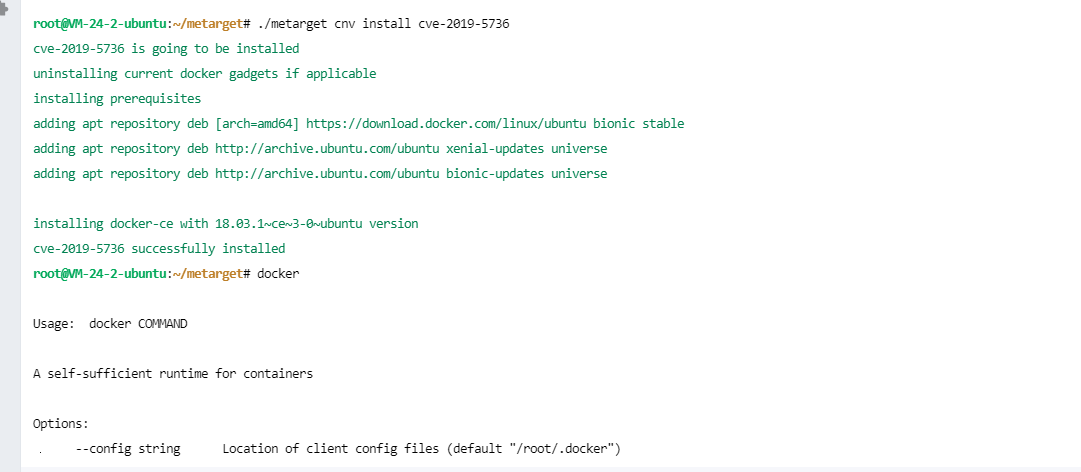 root@VM-24-2-ubuntu:~/metarget# ./metarget cnv install cve-2019-5736
cve-2019-5736 is going to be installed
uninstalling current docker gadgets if applicable
installing prerequisites
adding apt repository deb [arch=amd64] https://download.docker.com/linux/ubuntu bionic stable
adding apt repository deb http://archive.ubuntu.com/ubuntu xenial-updates universe
adding apt repository deb http://archive.ubuntu.com/ubuntu bionic-updates universe
installing docker-ce with 18.03.1~ce~3-0~ubuntu version
cve-2019-5736 successfully installed
root@VM-24-2-ubuntu:~/metarget# docker
Usage:  docker COMMAND
A self-sufficient runtime for containers
Options:
      --config string      Location of client config files (default "/root/.docker")